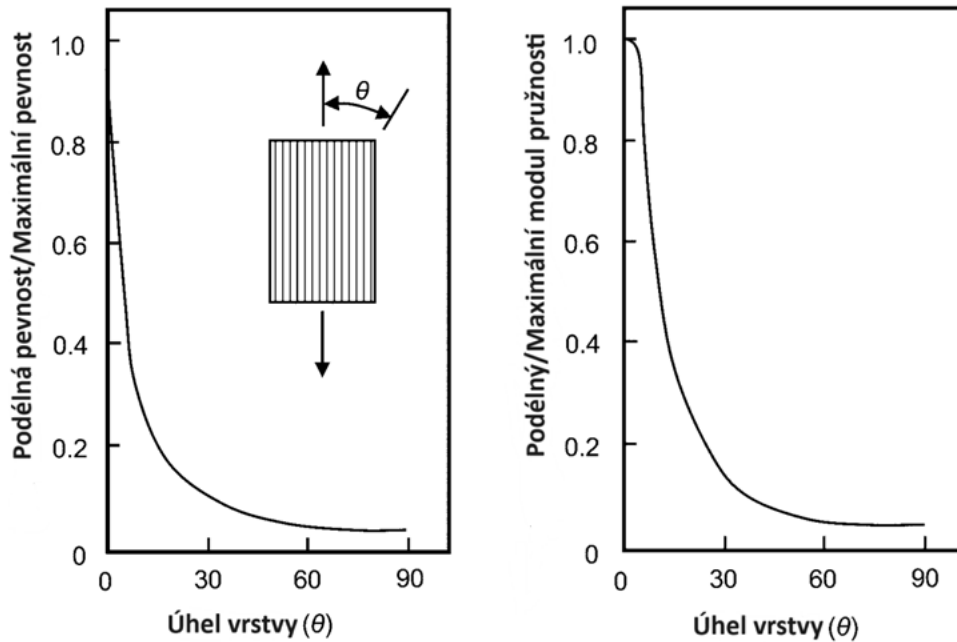 Podélná pevnost/Maximální pevnost
1.0
0.8
0.6
0.4
0.2
0
θ
0 30 60 90
Úhel vrstvy (θ)
Podélný/Maximální modul pružnosti
1.0
0.8
0.6
0.4
0.2
0
0 30 60 90
Úhel vrstvy (θ)